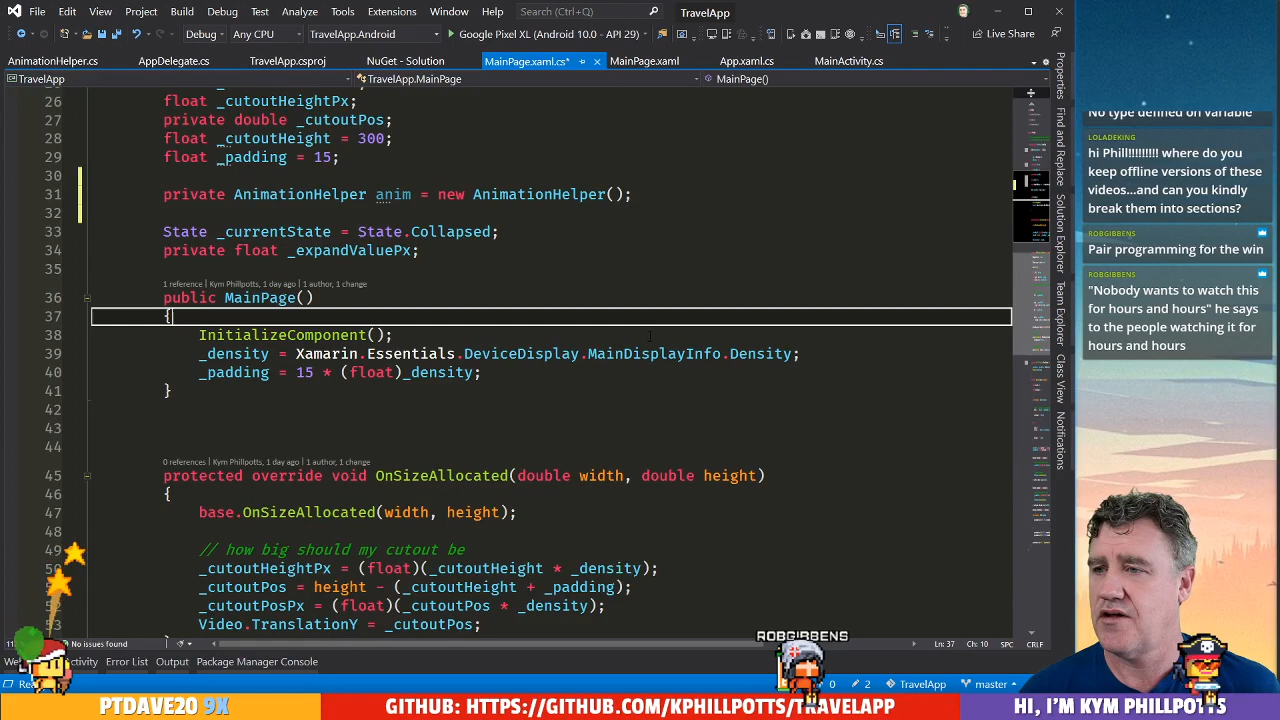 File Edit View Git Project Build Debug Test Analyze Tools Extensions Window Help Search (Ctrl+Q) TravelApp
Debug Any CPU TravelApp.Android Google Pixel XL (Android 10.0 - API 29) Live Share
AnimationHelper.cs AppDelegate.cs TravelApp.csproj NuGet - Solution MainPage.xaml.cs* MainPage.xaml App.xaml.cs MainActivity.cs
TravelApp TravelApp.MainPage MainPage()
26 float _cutoutHeightPx;
27 private double _cutoutPos;
28 float _cutoutHeight = 300;
29 float _padding = 15;
30
31 private AnimationHelper anim = new AnimationHelper();
32
33 State _currentState = State.Collapsed;
34 private float _expandValuePx;
35
1 reference | Kym Phillpotts, 1 day ago | 1 author, 1 change
36 public MainPage()
37 {
38 InitializeComponent();
39 _density = Xamarin.Essentials.DeviceDisplay.MainDisplayInfo.Density;
40 _padding = 15 * (float)_density;
41 }
42
43
44
0 references | Kym Phillpotts, 1 day ago | 1 author, 1 change
45 protected override void OnSizeAllocated(double width, double height)
46 {
47 base.OnSizeAllocated(width, height);
48
49 // how big should my cutout be
_cutoutHeightPx = (float)(_cutoutHeight * _density);
_cutoutPos = height - (_cutoutHeight + _padding);
_cutoutPosPx = (float)(_cutoutPos * _density);
Video.TranslationY = _cutoutPos;
No issues found Ln: 37 Ch: 10 SPC CRLF
Error List Output Package Manager Console
0 2 TravelApp master
Properties
Find and Replace
Solution Explorer
Team Explorer
Class View
Notifications
No type defined on variable
LOLADEKING
hi Phill!!!!!!!!! where do you
keep offline versions of these
videos...and can you kindly
break them into sections?
ROBGIBBENS
Pair programming for the win
ROBGIBBENS
"Nobody wants to watch this
for hours and hours" he says
to the people watching it for
hours and hours
ROBGIBBENS
PTDAVE20 9X
GITHUB: HTTPS://GITHUB.COM/KPHILLPOTTS/TRAVELAPP
HI, I'M KYM PHILLPOTTS